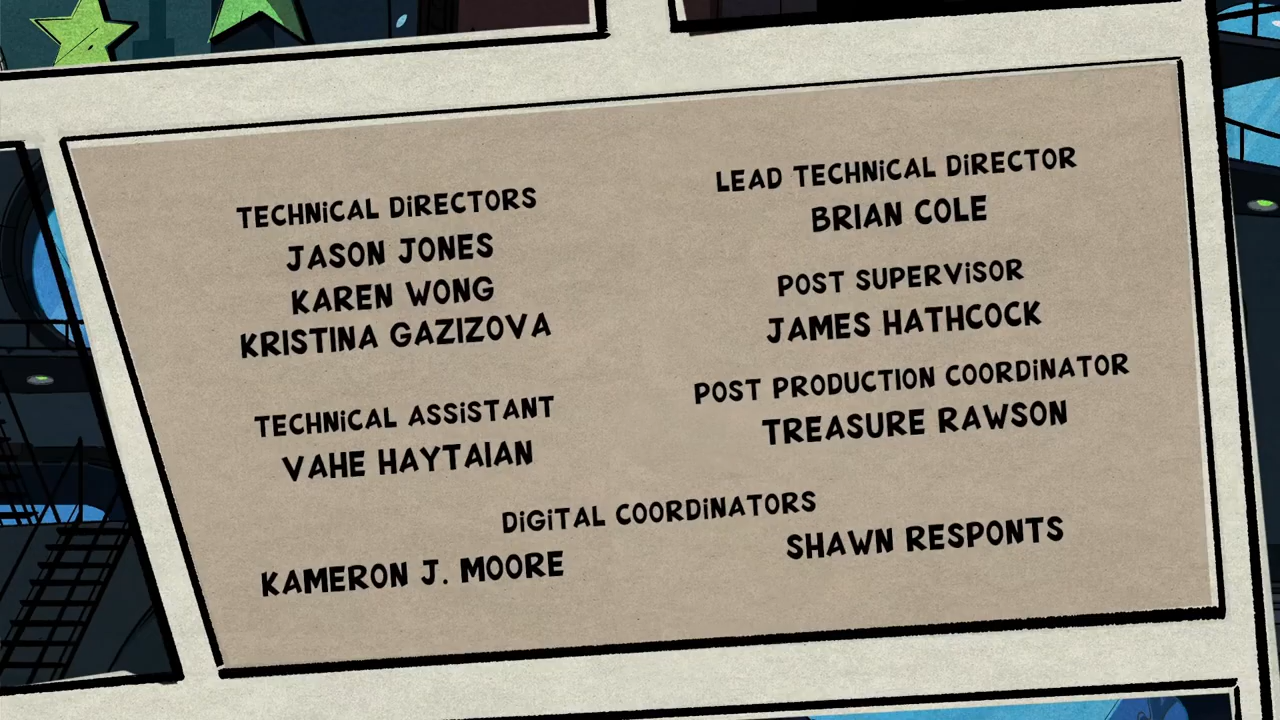 TECHNiCAL DiRECTORS
JASON JONES
KAREN WONG
KRISTINA GAZIZOVA
TECHNiCAL ASSiSTANT
VAHE HAYTAIAN
LEAD TECHNiCAL DiRECTOR
BRIAN COLE
POST SUPERViSOR
JAMES HATHCOCK
POST PRODUCTION COORDiNATOR
TREASURE RAWSON
DiGiTAL COORDiNATORS
KAMERON J. MOORE
SHAWN RESPONTS